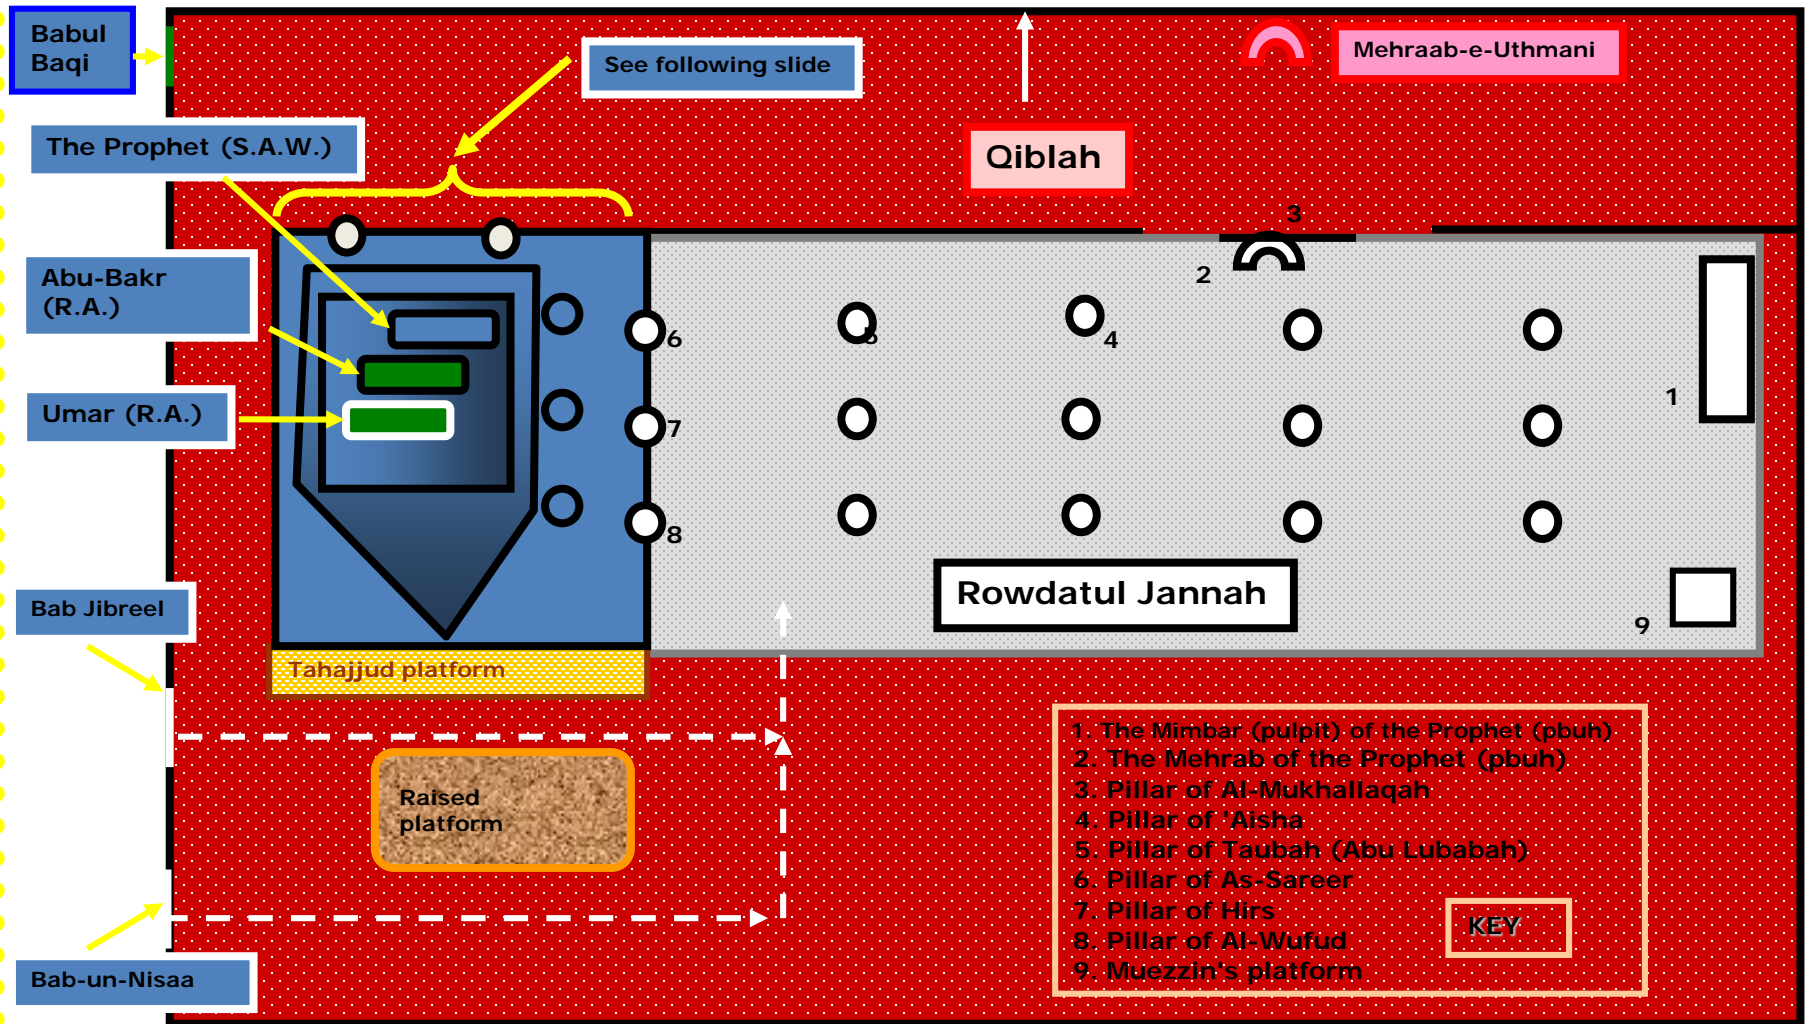 Babul
Baqi
See following slide
Mehraab-e-Uthmani
The Prophet (S.A.W.)
Qiblah
3
2
Abu-Bakr
(R.A.)
6
5
4
1
Umar (R.A.)
7
8
Rowdatul Jannah
Bab Jibreel
9
Tahajjud platform
Raised
platform
1. The Mimbar (pulpit) of the Prophet (pbuh)
2. The Mehrab of the Prophet (pbuh)
3. Pillar of Al-Mukhallaqah
4. Pillar of 'Aisha
5. Pillar of Taubah (Abu Lubabah)
6. Pillar of As-Sareer
7. Pillar of Hirs
8. Pillar of Al-Wufud
9. Muezzin's platform
KEY
Bab-un-Nisaa